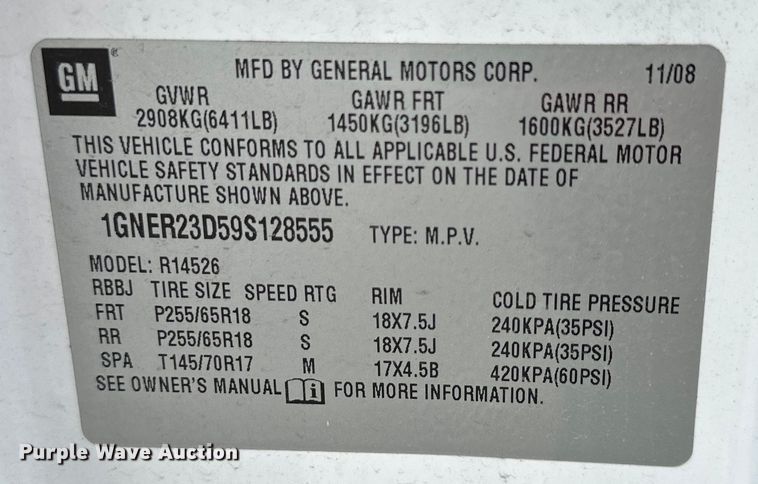 GM
MFD BY GENERAL MOTORS CORP. 11/08
GVWR GAWR FRT GAWR RR
2908KG(6411LB) 1450KG(3196LB) 1600KG(3527LB)
THIS VEHICLE CONFORMS TO ALL APPLICABLE U.S. FEDERAL MOTOR
VEHICLE SAFETY STANDARDS IN EFFECT ON THE DATE OF
MANUFACTURE SHOWN ABOVE.
1GNER23D59S128555 TYPE: M.P.V.
MODEL: R14526
RBBJ TIRE SIZE SPEED RTG RIM COLD TIRE PRESSURE
FRT P255/65R18 S 18X7.5J 240KPA(35PSI)
RR P255/65R18 S 18X7.5J 240KPA(35PSI)
SPA T145/70R17 M 17X4.5B 420KPA(60PSI)
SEE OWNER'S MANUAL i FOR MORE INFORMATION.
Purple Wave Auction